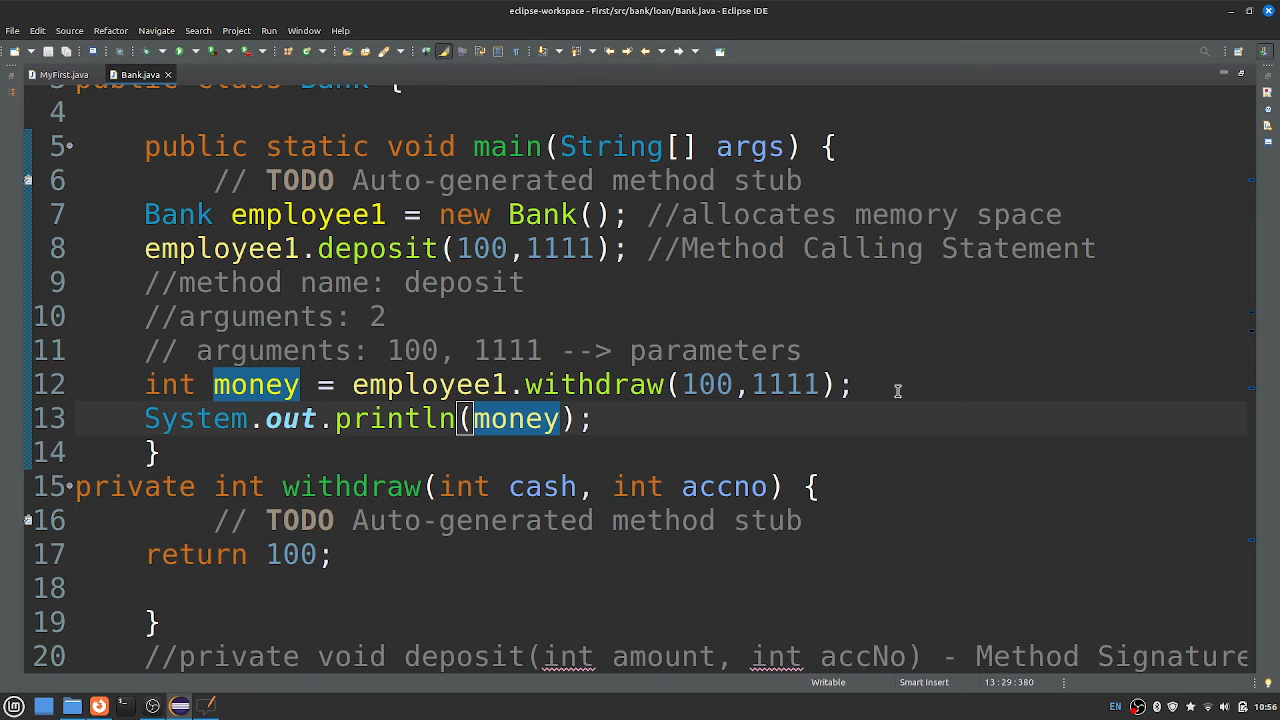 eclipse-workspace - First/src/bank/loan/Bank.java - Eclipse IDE
File Edit Source Refactor Navigate Search Project Run Window Help
MyFirst.java Bank.java
3 public class Bank {
4
5 public static void main(String[] args) {
6 // TODO Auto-generated method stub
7 Bank employee1 = new Bank(); //allocates memory space
8 employee1.deposit(100,1111); //Method Calling Statement
9 //method name: deposit
10 //arguments: 2
11 // arguments: 100, 1111 --> parameters
12 int money = employee1.withdraw(100,1111);
13 System.out.println(money);
14 }
15 private int withdraw(int cash, int accno) {
16 // TODO Auto-generated method stub
17 return 100;
18
19 }
20 //private void deposit(int amount, int accNo) - Method Signature
Writable Smart Insert 13:29:380
EN 10:56